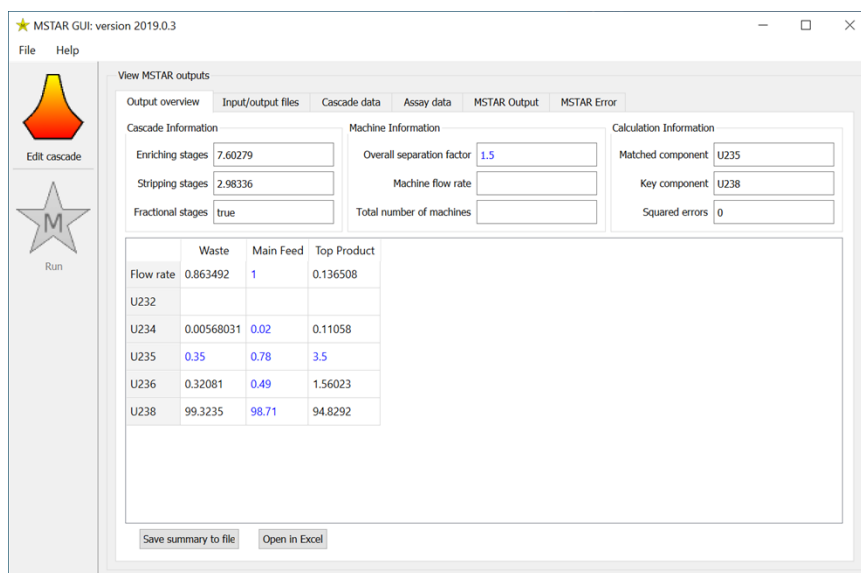 MSTAR GUI: version 2019.0.3
File Help
View MSTAR outputs
Output overview Input/output files Cascade data Assay data MSTAR Output MSTAR Error
Cascade Information Machine Information Calculation Information
Edit cascade
Enriching stages 7.60279 Overall separation factor 1.5 Matched component U235
Stripping stages 2.98336 Machine flow rate Key component U238
Fractional stages true Total number of machines Squared errors 0
M
Run
Waste Main Feed Top Product
Flow rate 0.863492 1 0.136508
U232
U234 0.00568031 0.02 0.11058
U235 0.35 0.78 3.5
U236 0.32081 0.49 1.56023
U238 99.3235 98.71 94.8292
Save summary to file Open in Excel